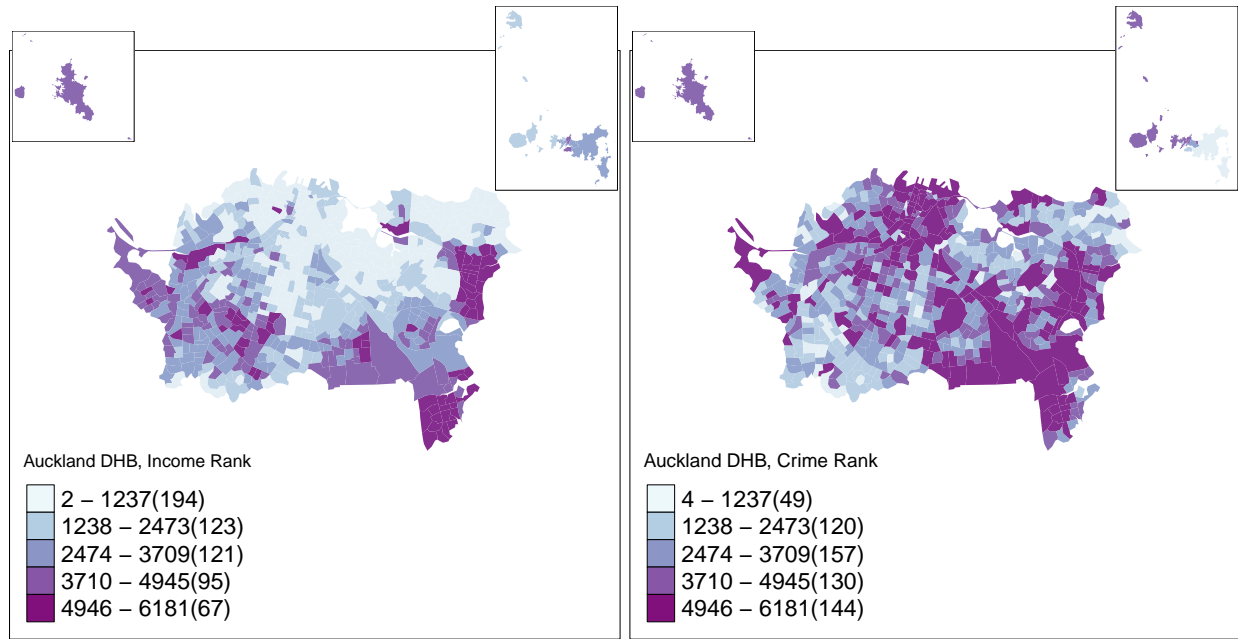 Auckland DHB, Income Rank
2 – 1237(194)
1238 – 2473(123)
2474 – 3709(121)
3710 – 4945(95)
4946 – 6181(67)
Auckland DHB, Crime Rank
4 – 1237(49)
1238 – 2473(120)
2474 – 3709(157)
3710 – 4945(130)
4946 – 6181(144)